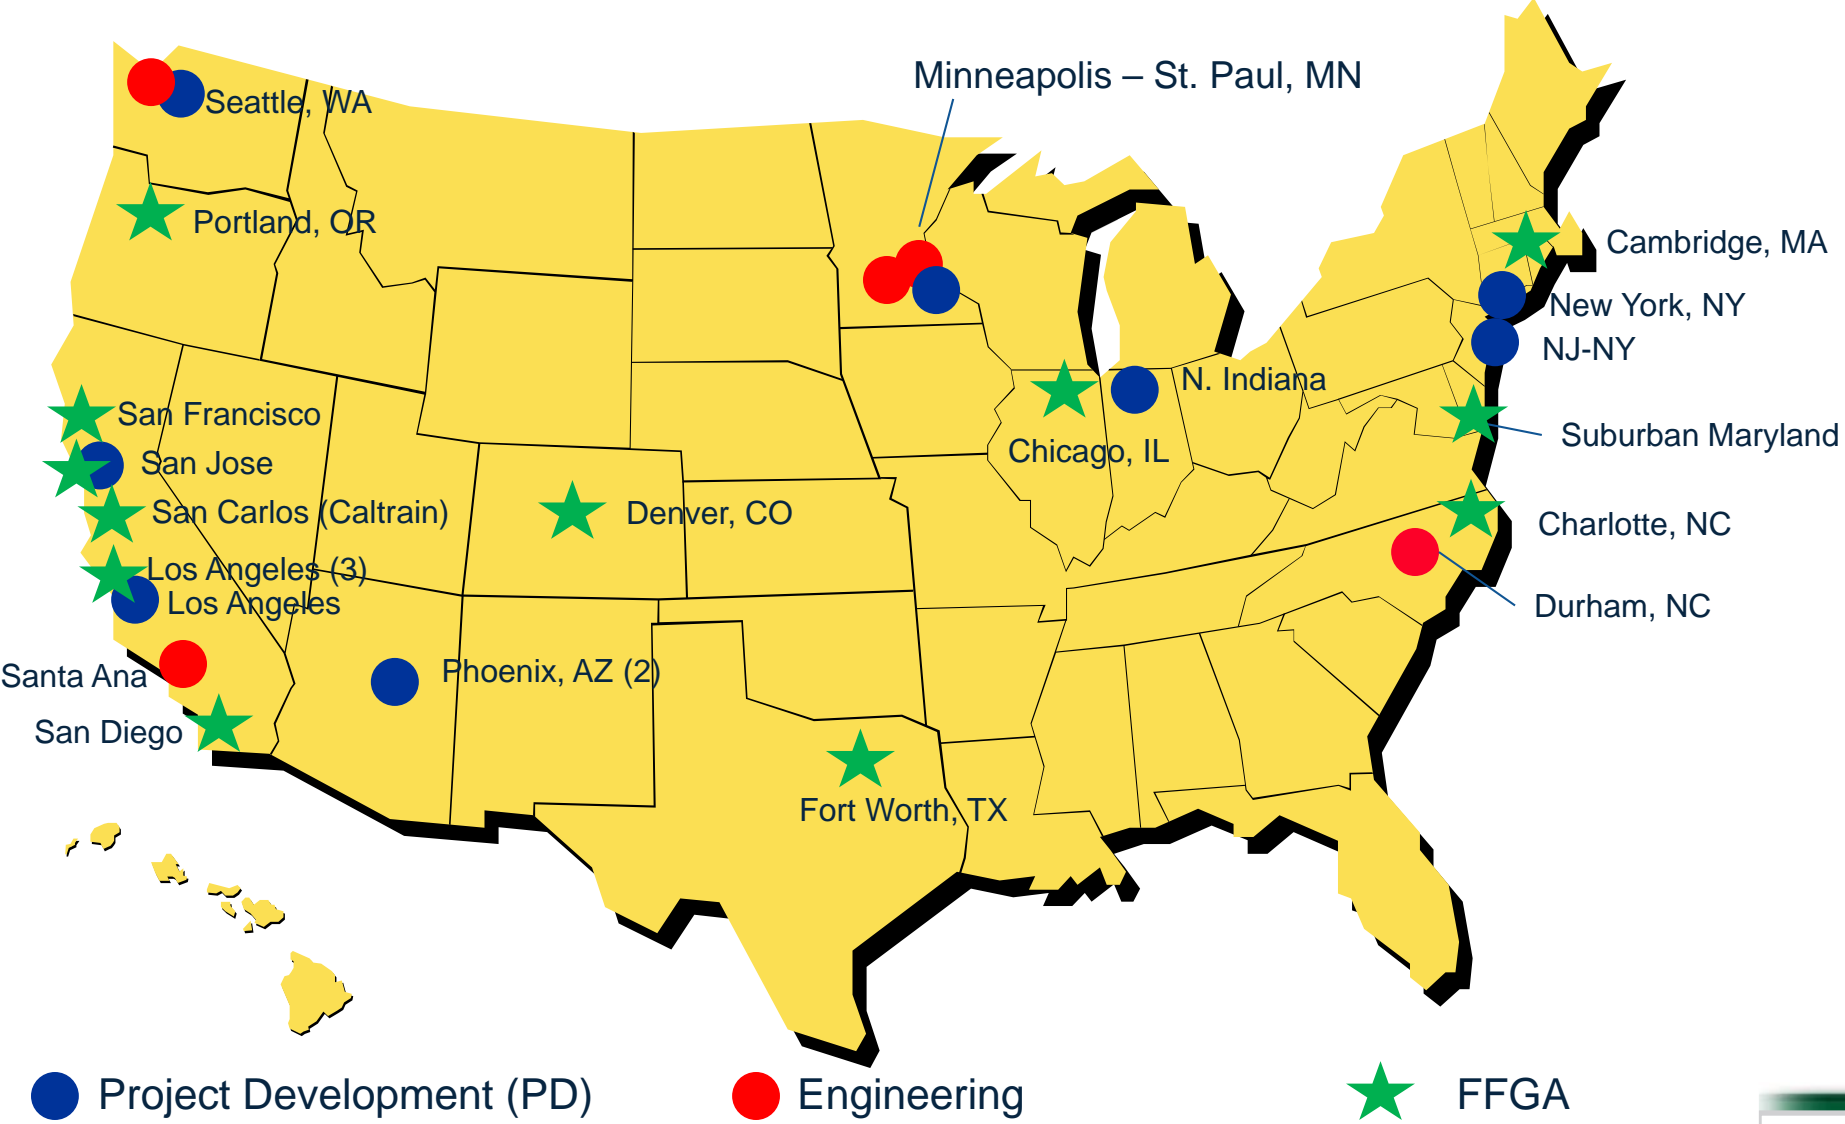 Minneapolis – St. Paul, MN
Seattle, WA
Portland, OR
Cambridge, MA
New York, NY
NJ-NY
N. Indiana
San Francisco
Suburban Maryland
Chicago, IL
San Jose
San Carlos (Caltrain)
Denver, CO
Charlotte, NC
Los Angeles (3)
Los Angeles
Durham, NC
Santa Ana
Phoenix, AZ (2)
San Diego
Fort Worth, TX
Project Development (PD)
Engineering
FFGA